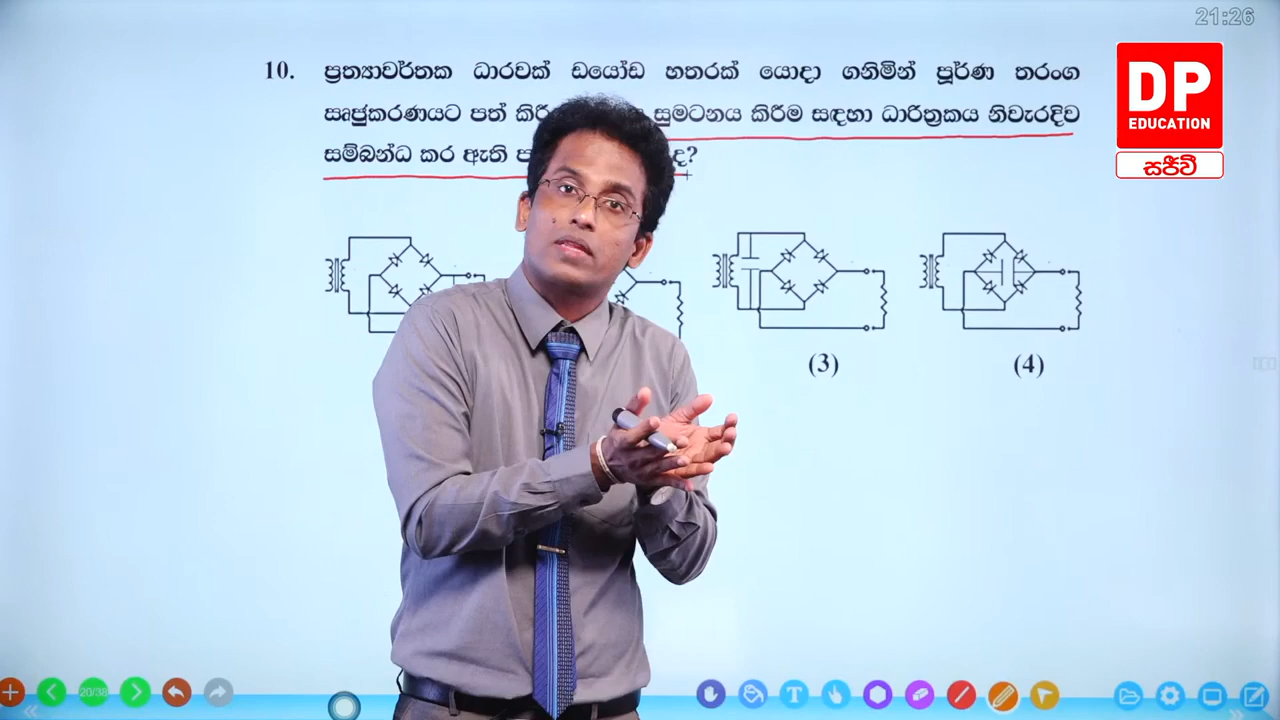 21:26
10. ප්‍රත්‍යාවර්තක ධාරවක් ඩයෝඩ හතරක් යොදා ගනිමින් පූර්ණ තරංග
සෘජුකරණයට පත් සුමටනය කිරීම සඳහා ධාරිත්‍රකය නිවැරදිව
සම්බන්ධ කර ඇති ද?
DP
EDUCATION
සජීවී
(3) (4)
20/38